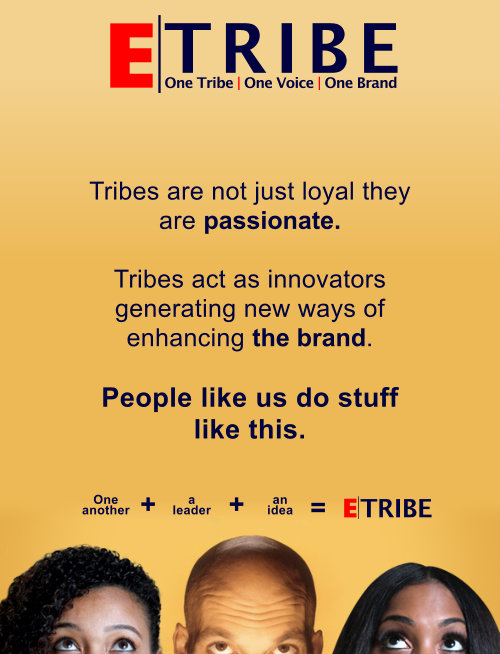 E|TRIBE
One Tribe | One Voice | One Brand
Tribes are not just loyal they
are passionate.
Tribes act as innovators
generating new ways of
enhancing the brand.
People like us do stuff
like this.
One another + a leader + an idea = E|TRIBE